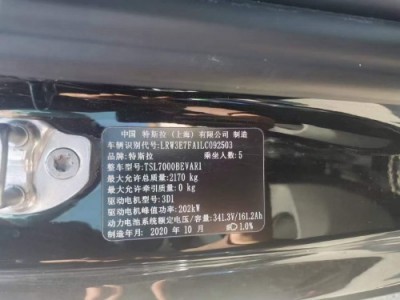 中国 特斯拉（上海）有限公司 制造
车辆识别代号: LRW3E7FA1LC092503
品牌: 特斯拉 乘坐人数: 5
整车型号: TSL7000BEVAR1
最大允许总质量: 2170 kg
最大允许牵引质量: 0 kg
驱动电机型号: 3D1
驱动电机峰值功率: 202kW
动力电池系统额定电压/容量: 341.3V/161.2Ah
制造年月: 2020 年 10 月 1.0%